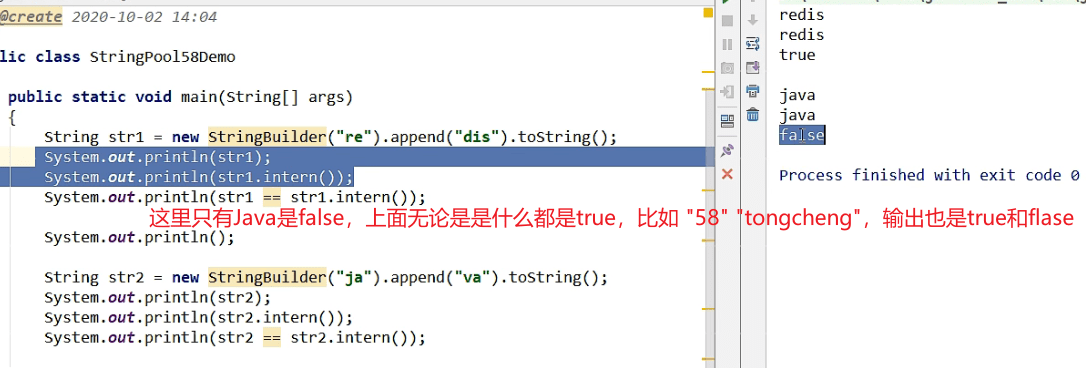 @create 2020-10-02 14:04
lic class StringPool58Demo
public static void main(String[] args)
{
String str1 = new StringBuilder("re").append("dis").toString();
System.out.println(str1);
System.out.println(str1.intern());
System.out.println(str1 == str1.intern());
这里只有Java是false，上面无论是是什么都是true，比如 "58" "tongcheng"，输出也是true和flase
System.out.println();
String str2 = new StringBuilder("ja").append("va").toString();
System.out.println(str2);
System.out.println(str2.intern());
System.out.println(str2 == str2.intern());
redis
redis
true
java
java
false
Process finished with exit code 0